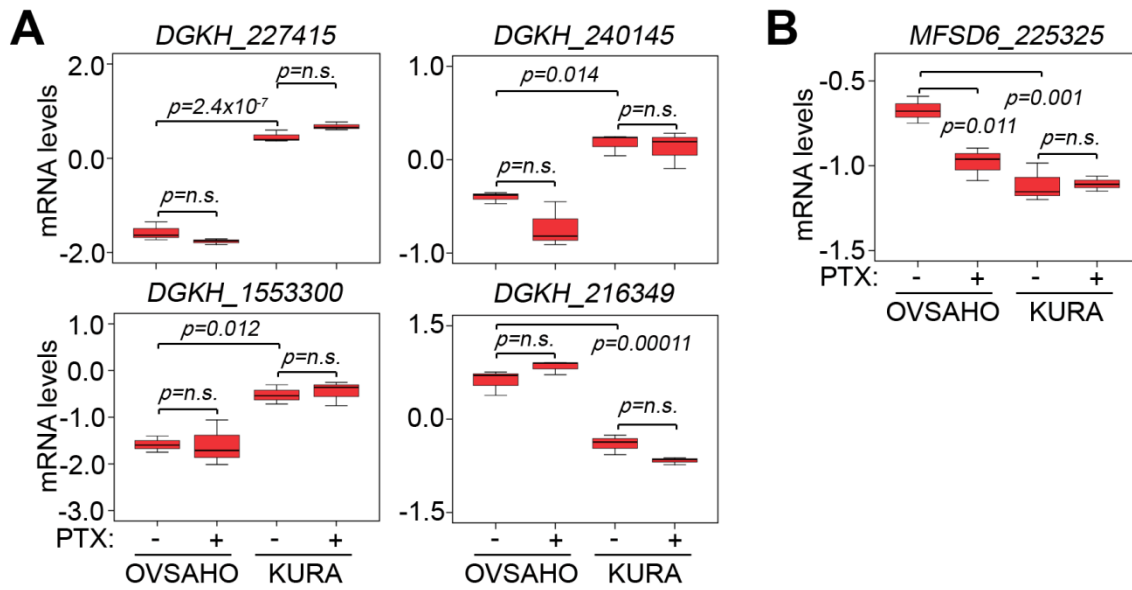 A
DGKH_227415
mRNA levels
2.0
0.0
-2.0
p=n.s.
p=2.4x10⁻⁷
p=n.s.
DGKH_240145
1.0
0.0
-1.0
p=0.014
p=n.s.
p=n.s.
DGKH_1553300
mRNA levels
-1.0
0.0
-1.0
-2.0
-3.0
p=0.012
p=n.s.
p=n.s.
PTX: - + - +
OVSAHO KURA
DGKH_216349
1.5
0.0
-1.5
p=n.s.
p=0.00011
p=n.s.
- + - +
OVSAHO KURA
B
MFSD6_225325
mRNA levels
-0.5
-1.0
-1.5
p=0.001
p=0.011
p=n.s.
PTX: - + - +
OVSAHO KURA